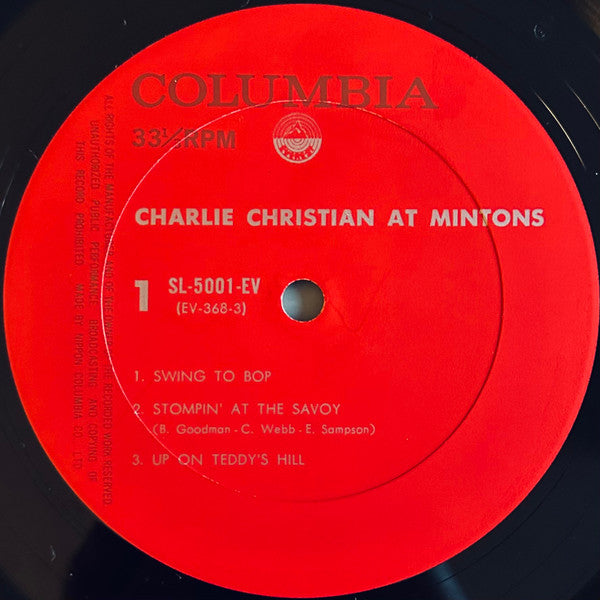 COLUMBIA
33⅓ RPM
CHARLIE CHRISTIAN AT MINTONS
1
SL-5001-EV
(EV-368-3)
1. SWING TO BOP
2. STOMPIN' AT THE SAVOY
(B. Goodman - C. Webb - E. Sampson)
3. UP ON TEDDY'S HILL
ALL RIGHTS OF THE MANUFACTURER AND OF THE OWNER OF THE RECORDED WORK RESERVED.
UNAUTHORIZED PUBLIC PERFORMANCE BROADCASTING AND COPYING OF
THIS RECORD PROHIBITED. MADE BY NIPPON COLUMBIA CO., LTD.